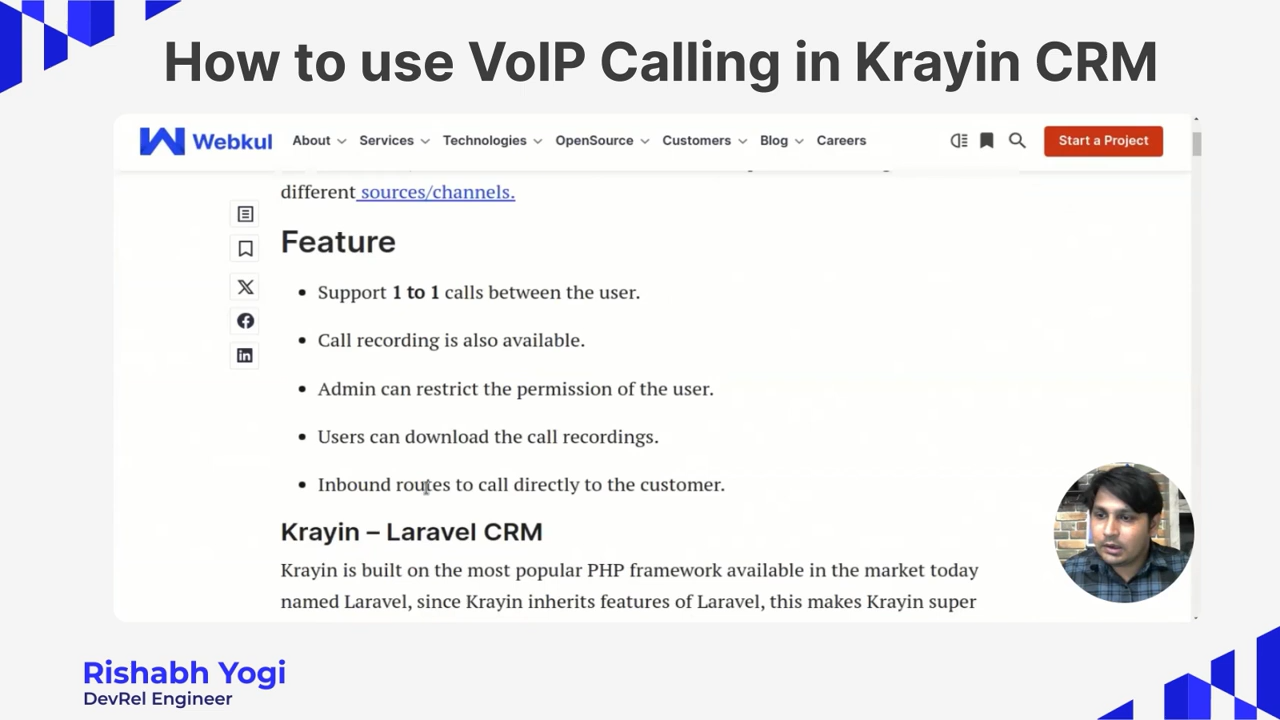 How to use VoIP Calling in Krayin CRM
Webkul About Services Technologies OpenSource Customers Blog Careers Start a Project
different sources/channels.
Feature
• Support 1 to 1 calls between the user.
• Call recording is also available.
• Admin can restrict the permission of the user.
• Users can download the call recordings.
• Inbound routes to call directly to the customer.
Krayin – Laravel CRM
Krayin is built on the most popular PHP framework available in the market today
named Laravel, since Krayin inherits features of Laravel, this makes Krayin super
Rishabh Yogi
DevRel Engineer